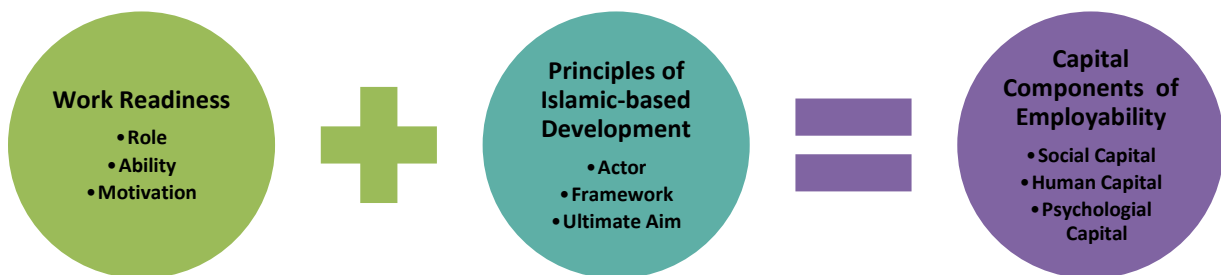 Work Readiness
•Role
•Ability
•Motivation
Principles of
Islamic-based
Development
•Actor
•Framework
•Ultimate Aim
Capital
Components of
Employability
•Social Capital
•Human Capital
•Psychologial
Capital